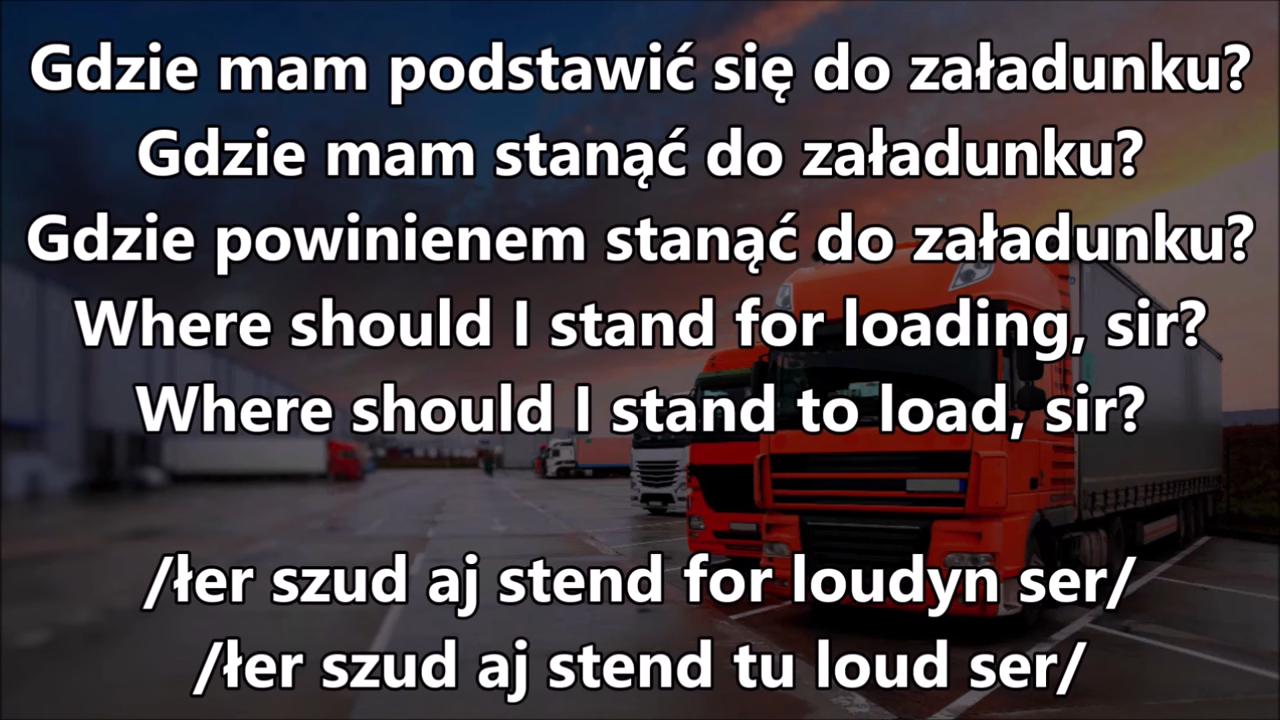 Gdzie mam podstawić się do załadunku?
Gdzie mam stanąć do załadunku?
Gdzie powinienem stanąć do załadunku?
Where should I stand for loading, sir?
Where should I stand to load, sir?
/łer szud aj stend for loudyn ser/
/łer szud aj stend tu loud ser/